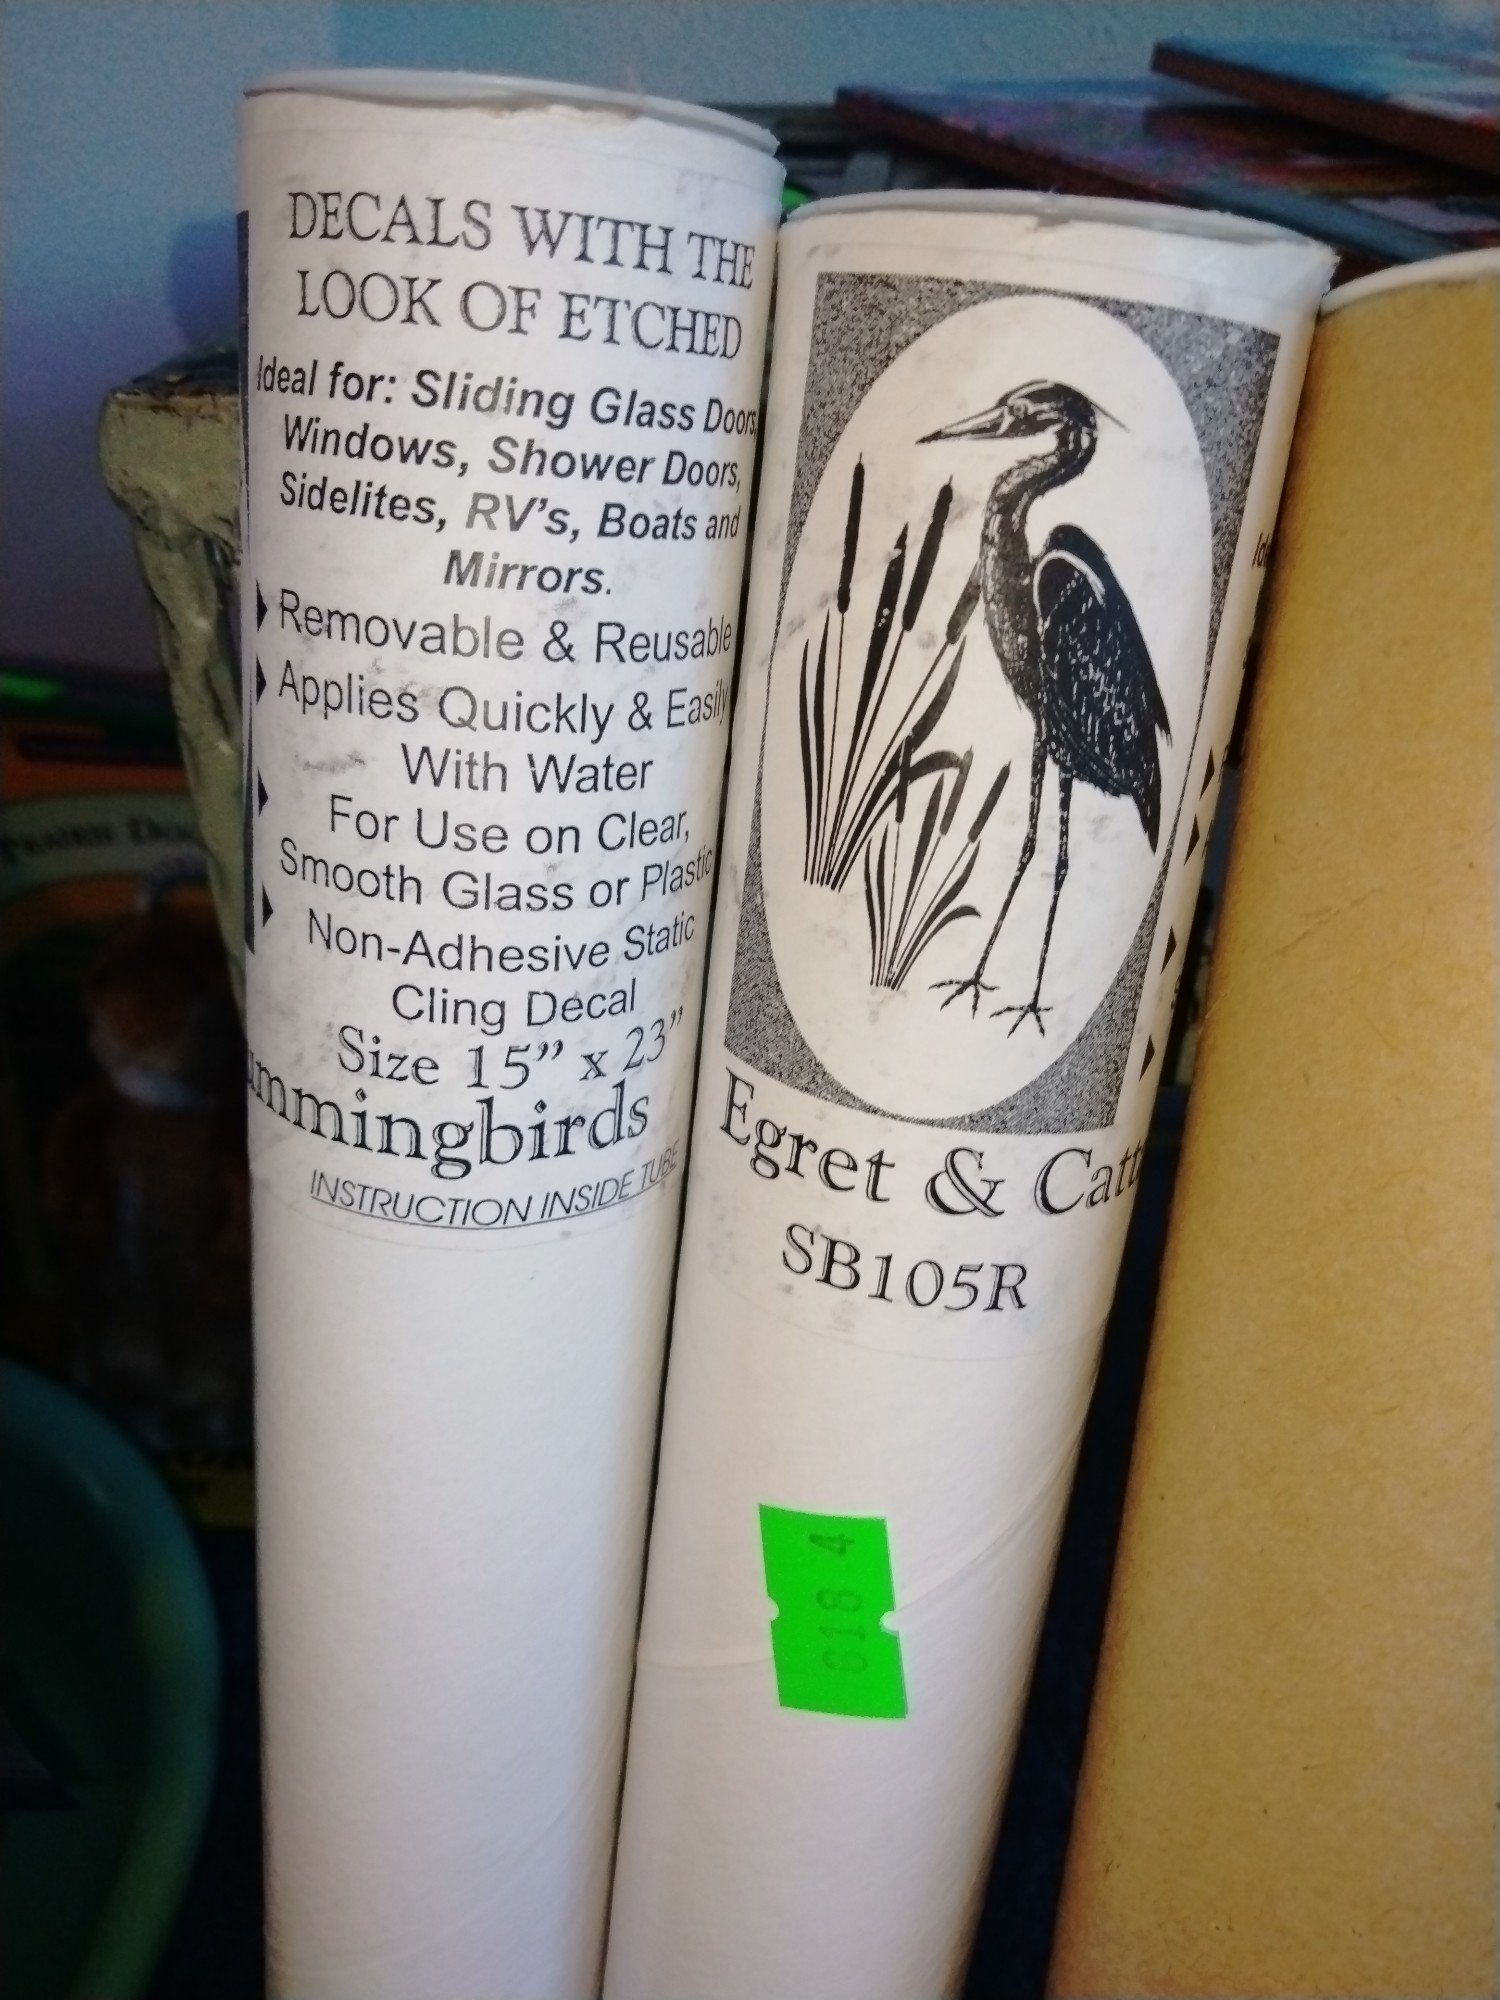 DECALS WITH THE
LOOK OF ETCHED
Ideal for: Sliding Glass Doors,
Windows, Shower Doors,
Sidelites, RV's, Boats and
Mirrors.
Removable & Reusable
Applies Quickly & Easily
With Water
For Use on Clear,
Smooth Glass or Plastic
Non-Adhesive Static
Cling Decal
Size 15" x 23"
mmingbirds
INSTRUCTION INSIDE TUBE
Egret & Catt
SB105R
618 4